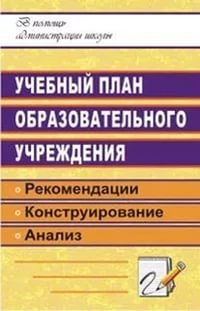 В помощь
администрации школы
УЧЕБНЫЙ ПЛАН
ОБРАЗОВАТЕЛЬНОГО
УЧРЕЖДЕНИЯ
Рекомендации
Конструирование
Анализ